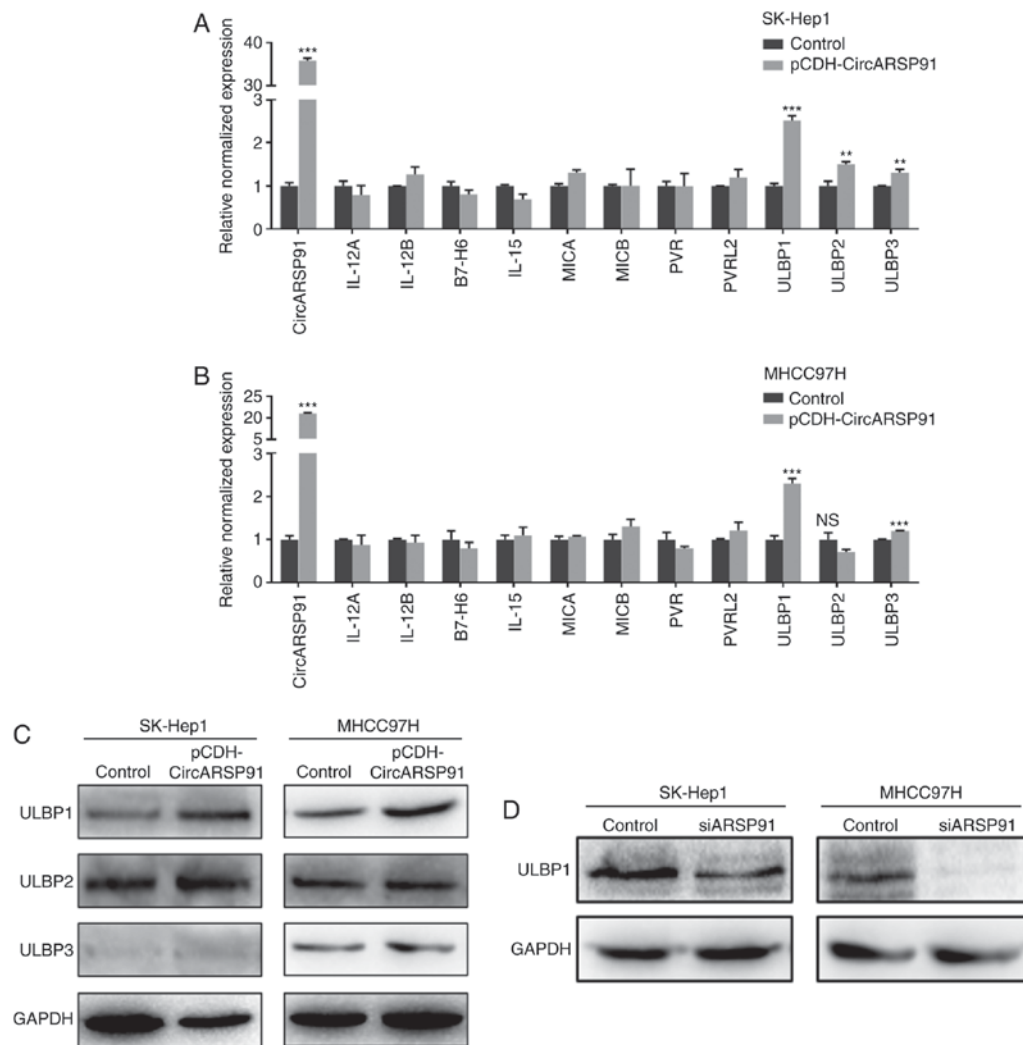 A
SK-Hep1
Control
pCDH-CircARSP91
Relative normalized expression
40
30
3
2
1
0
***
***
**
**
CircARSP91
IL-12A
IL-12B
B7-H6
IL-15
MICA
MICB
PVR
PVRL2
ULBP1
ULBP2
ULBP3
B
MHCC97H
Control
pCDH-CircARSP91
Relative normalized expression
25
20
5
3
2
1
0
***
***
NS
***
CircARSP91
IL-12A
IL-12B
B7-H6
IL-15
MICA
MICB
PVR
PVRL2
ULBP1
ULBP2
ULBP3
C
SK-Hep1
MHCC97H
Control
pCDH-
CircARSP91
Control
pCDH-
CircARSP91
ULBP1
ULBP2
ULBP3
GAPDH
D
SK-Hep1
MHCC97H
Control
siARSP91
Control
siARSP91
ULBP1
GAPDH